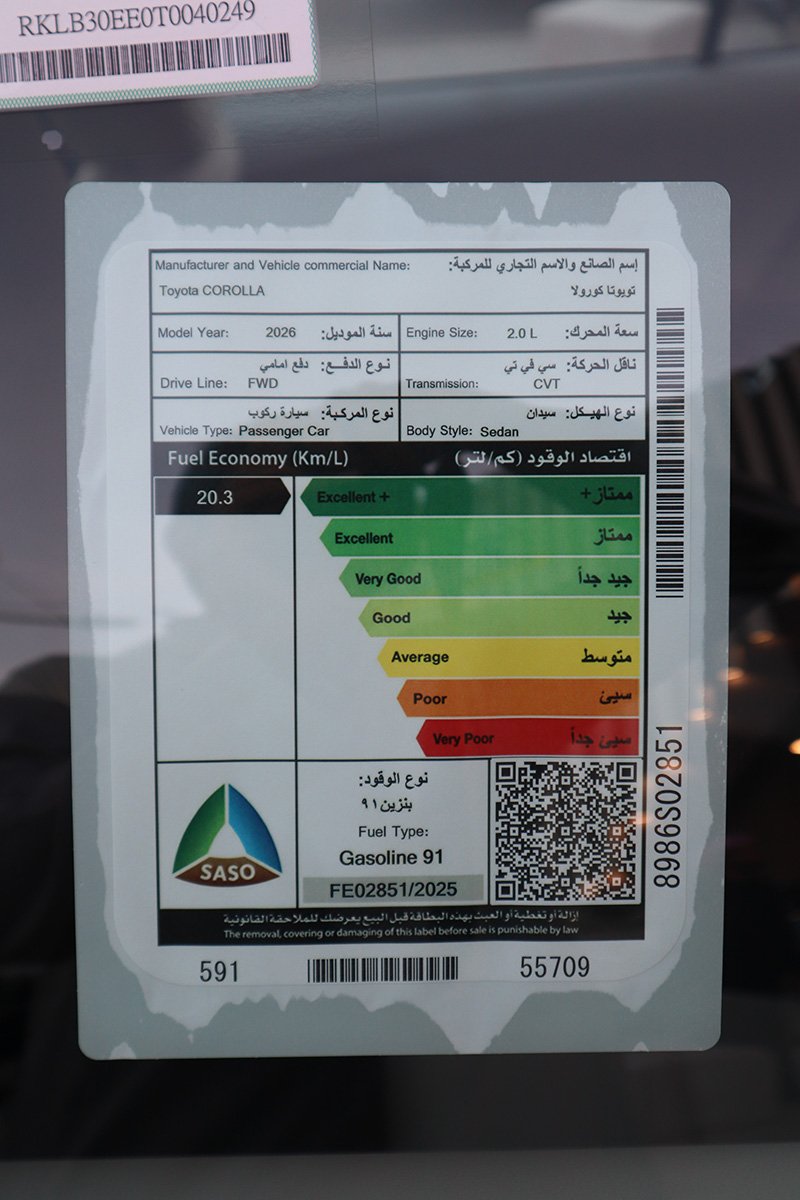 RKLB30EE0T0040249
Manufacturer and Vehicle commercial Name: إسم الصانع والاسم التجاري للمركبة:
Toyota COROLLA تويوتا كورولا
Model Year: 2026 سنة الموديل: Engine Size: 2.0 L سعة المحرك:
نـوع الدفـــع: دفع امامي ناقل الحركة: سي في تي
Drive Line: FWD Transmission: CVT
نوع المركـبة: سيارة ركوب نوع الهيـكل: سيدان
Vehicle Type: Passenger Car Body Style: Sedan
Fuel Economy (Km/L) اقتصاد الوقود (كم/لتر)
20.3 Excellent + ممتاز+
Excellent ممتاز
Very Good جيد جداً
Good جيد
Average متوسط
Poor سيئ
Very Poor سيئ جداً
نوع الوقود:
بنزين ٩١
Fuel Type:
Gasoline 91
FE02851/2025
SASO
إزالة أو تغطية أو العبث بهذه البطاقة قبل البيع يعرضك للملاحقة القانونية
The removal, covering or damaging of this label before sale is punishable by law
591 55709
8986S02851